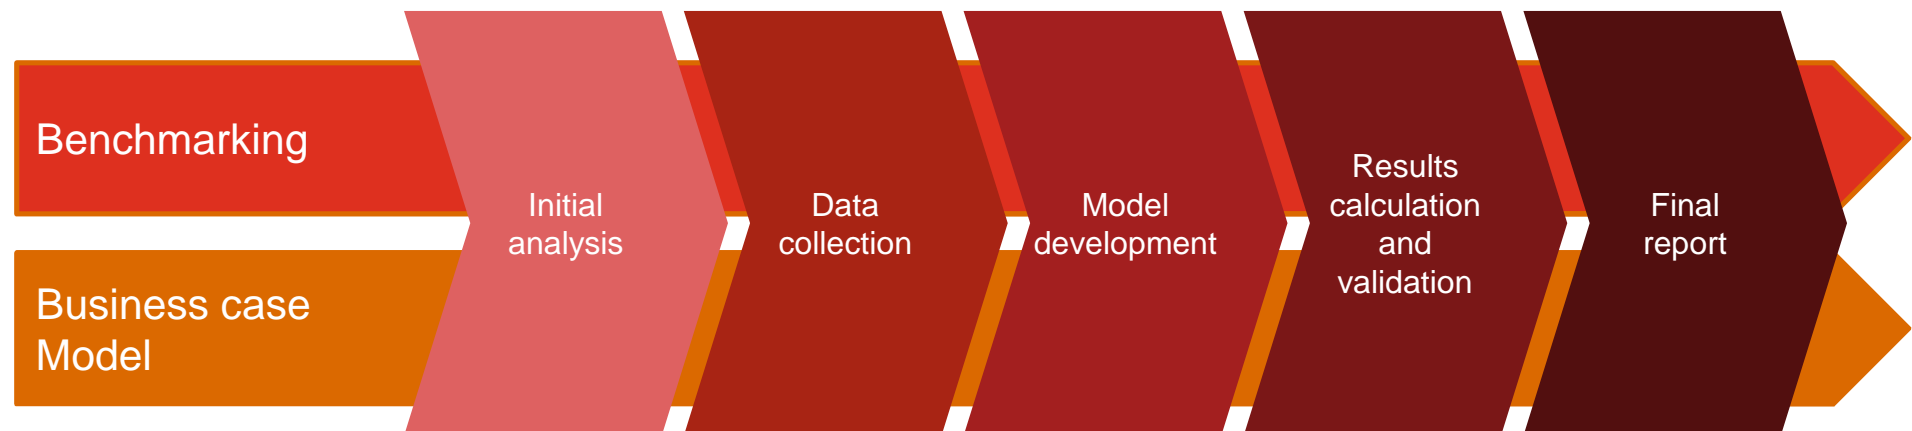 Benchmarking
Business case
Model
Initial
analysis
Data
collection
Model
development
Results
calculation
and
validation
Final
report